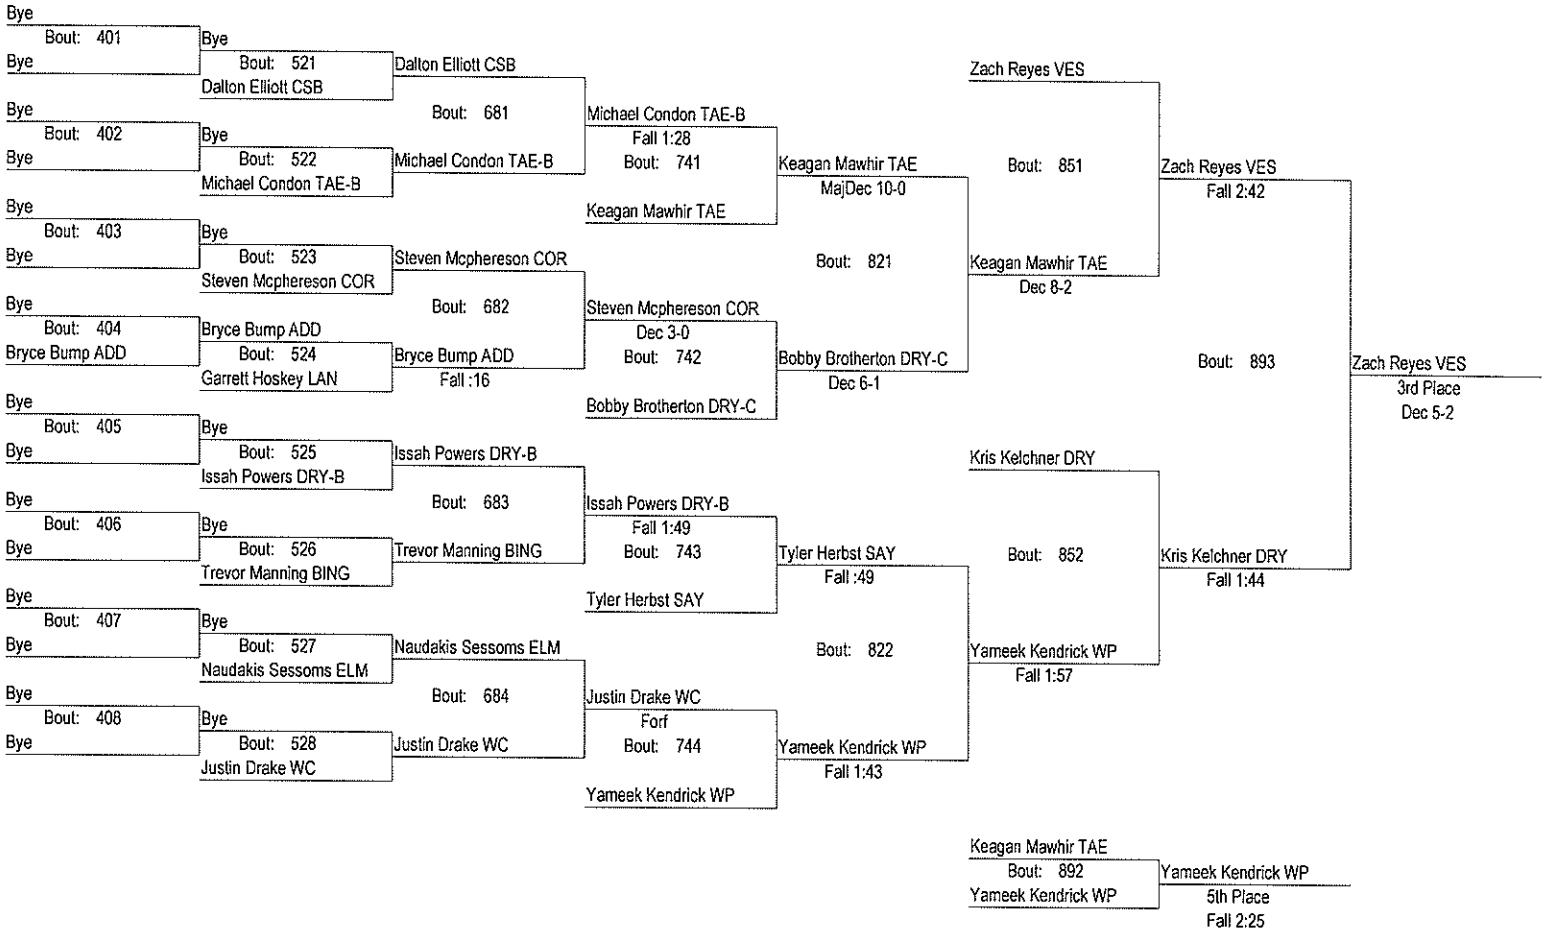 Bye
Bout: 401
Bye
Bye
Bout: 521
Dalton Elliott CSB
Dalton Elliott CSB
Bye
Bout: 402
Bye
Bye
Bout: 522
Michael Condon TAE-B
Bout: 681
Michael Condon TAE-B
Michael Condon TAE-B
Fall 1:28
Bout: 741
Keagan Mawhir TAE
Keagan Mawhir TAE
MajDec 10-0
Bye
Bout: 403
Bye
Bye
Bout: 523
Steven Mcphereson COR
Steven Mcphereson COR
Bye
Bout: 404
Bryce Bump ADD
Bryce Bump ADD
Bout: 524
Garrett Hoskey LAN
Bout: 682
Bryce Bump ADD
Fall :16
Steven Mcphereson COR
Dec 3-0
Bout: 742
Bobby Brotherton DRY-C
Bobby Brotherton DRY-C
Dec 6-1
Bout: 821
Zach Reyes VES
Bout: 851
Keagan Mawhir TAE
Dec 8-2
Zach Reyes VES
Fall 2:42
Bye
Bout: 405
Bye
Bye
Bout: 525
Issah Powers DRY-B
Issah Powers DRY-B
Bye
Bout: 406
Bye
Bye
Bout: 526
Trevor Manning BING
Bout: 683
Trevor Manning BING
Issah Powers DRY-B
Fall 1:49
Bout: 743
Tyler Herbst SAY
Tyler Herbst SAY
Fall :49
Bye
Bout: 407
Bye
Bye
Bout: 527
Naudakis Sessoms ELM
Naudakis Sessoms ELM
Bye
Bout: 408
Bye
Bye
Bout: 528
Justin Drake WC
Bout: 684
Justin Drake WC
Justin Drake WC
Forf
Bout: 744
Yameek Kendrick WP
Yameek Kendrick WP
Fall 1:43
Bout: 822
Kris Kelchner DRY
Bout: 852
Yameek Kendrick WP
Fall 1:57
Kris Kelchner DRY
Fall 1:44
Bout: 893
Zach Reyes VES
3rd Place
Dec 5-2
Keagan Mawhir TAE
Bout: 892
Yameek Kendrick WP
Yameek Kendrick WP
5th Place
Fall 2:25